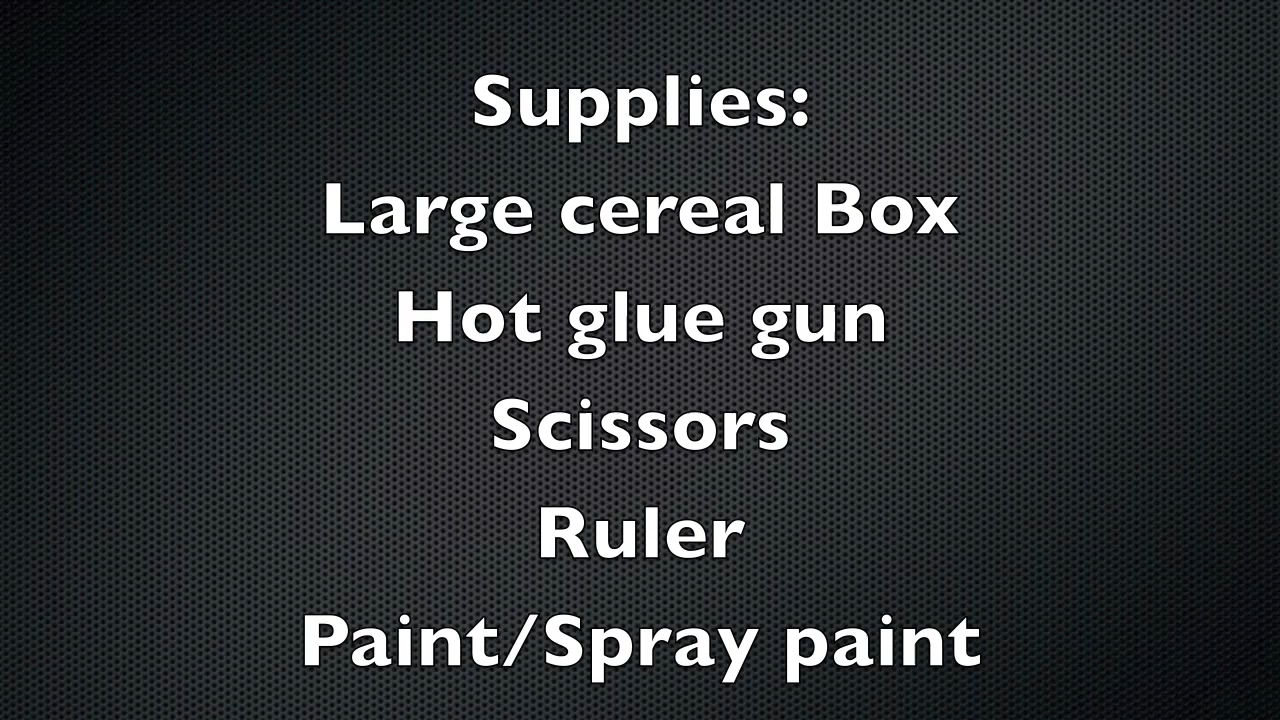 Supplies:
Large cereal Box
Hot glue gun
Scissors
Ruler
Paint/Spray paint